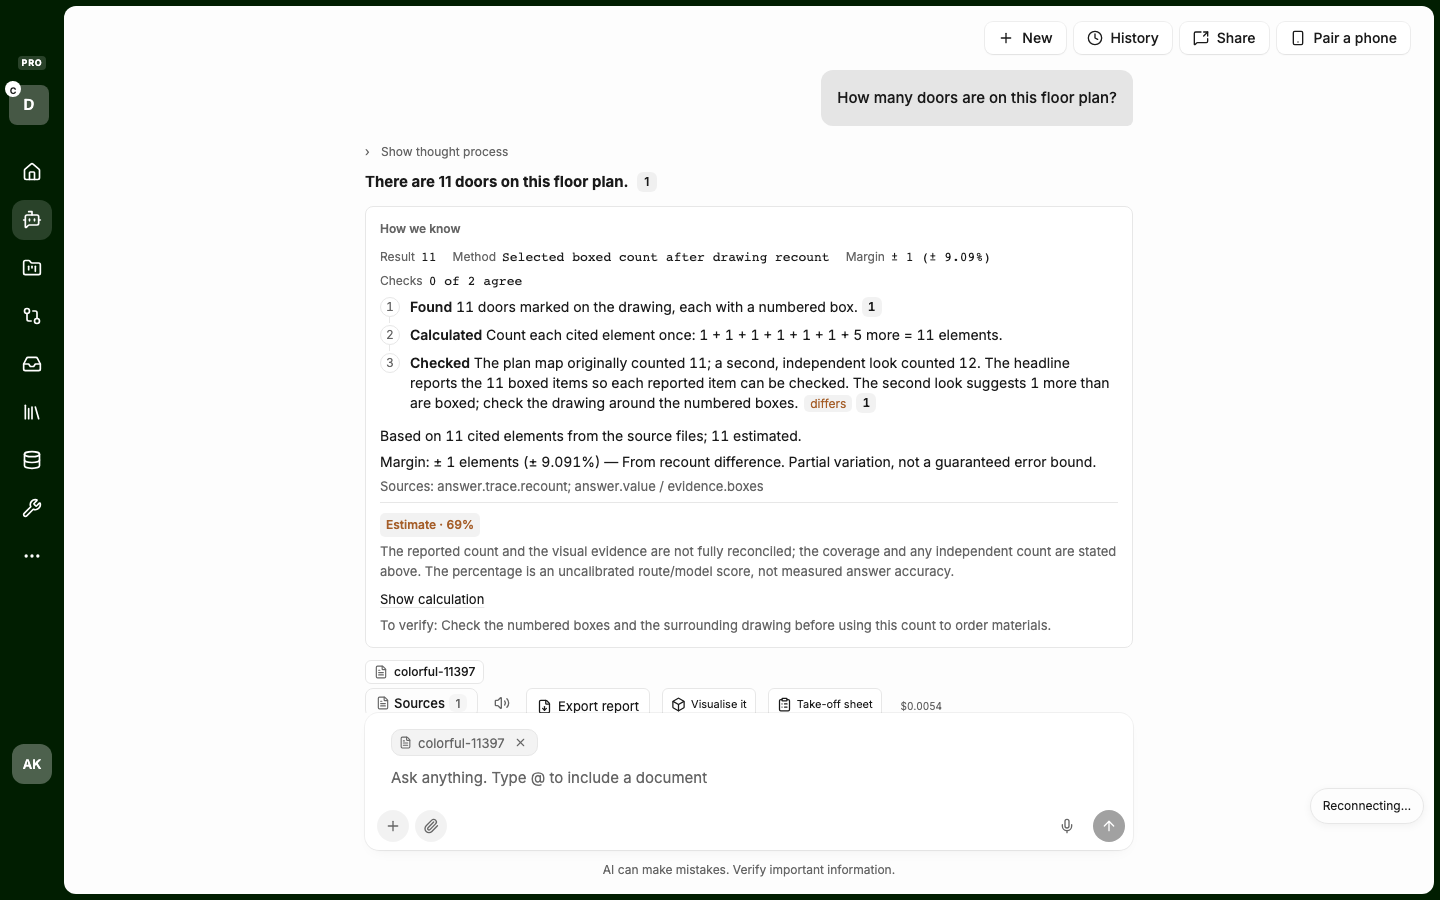 New
History
Share
Pair a phone
PRO
c
D
How many doors are on this floor plan?
Show thought process
There are 11 doors on this floor plan. 1
How we know
Result 11 Method Selected boxed count after drawing recount Margin ± 1 (± 9.09%)
Checks 0 of 2 agree
1 Found 11 doors marked on the drawing, each with a numbered box. 1
2 Calculated Count each cited element once: 1 + 1 + 1 + 1 + 1 + 1 + 5 more = 11 elements.
3 Checked The plan map originally counted 11; a second, independent look counted 12. The headline
reports the 11 boxed items so each reported item can be checked. The second look suggests 1 more than
are boxed; check the drawing around the numbered boxes. differs 1
Based on 11 cited elements from the source files; 11 estimated.
Margin: ± 1 elements (± 9.091%) — From recount difference. Partial variation, not a guaranteed error bound.
Sources: answer.trace.recount; answer.value / evidence.boxes
Estimate · 69%
The reported count and the visual evidence are not fully reconciled; the coverage and any independent count are stated
above. The percentage is an uncalibrated route/model score, not measured answer accuracy.
Show calculation
To verify: Check the numbered boxes and the surrounding drawing before using this count to order materials.
colorful-11397
Sources 1
Export report
Visualise it
Take-off sheet
$0.0054
colorful-11397
Ask anything. Type @ to include a document
AK
Reconnecting...
AI can make mistakes. Verify important information.